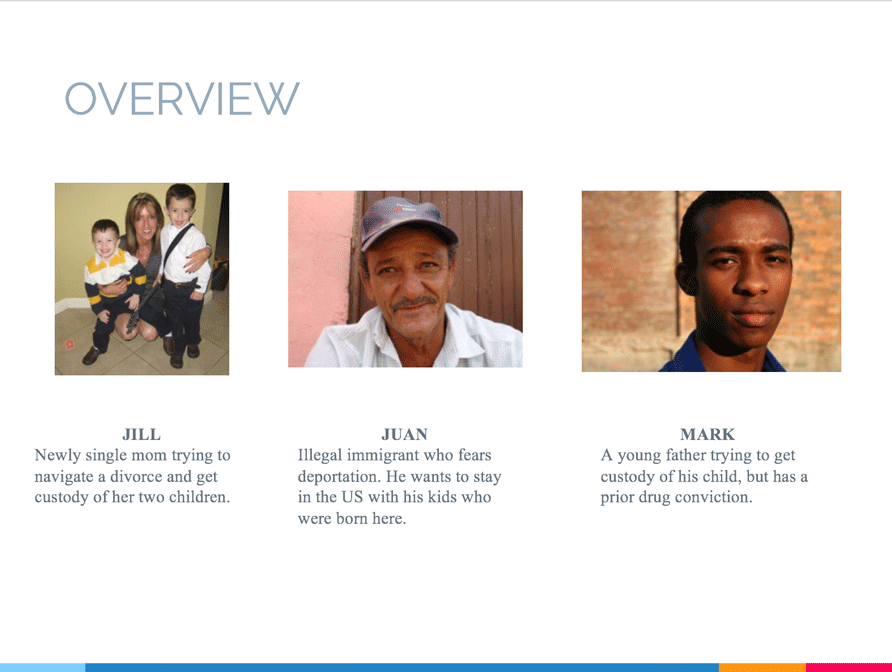 OVERVIEW
JILL
Newly single mom trying to
navigate a divorce and get
custody of her two children.
JUAN
Illegal immigrant who fears
deportation. He wants to stay
in the US with his kids who
were born here.
MARK
A young father trying to get
custody of his child, but has a
prior drug conviction.